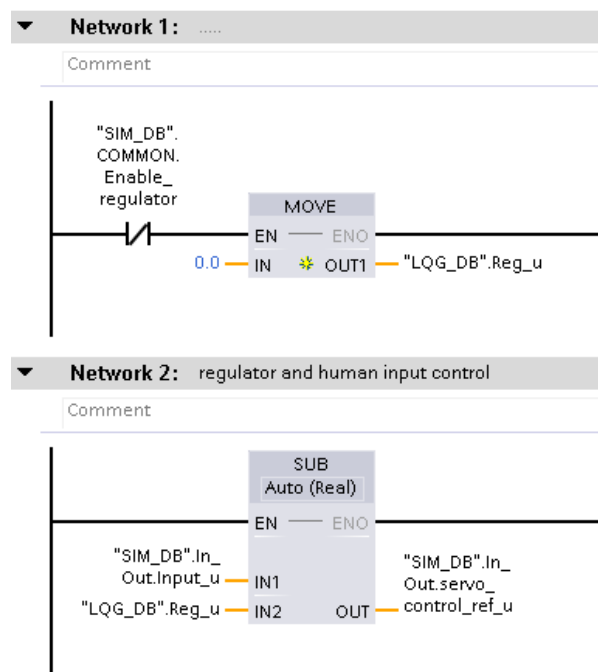 Network 1: .....
Comment
"SIM_DB".
COMMON.
Enable_
regulator
MOVE
EN ENO
0.0 IN OUT1 "LQG_DB".Reg_u
Network 2: regulator and human input control
Comment
SUB
Auto (Real)
EN ENO
"SIM_DB".In_
Out.Input_u IN1
"LQG_DB".Reg_u IN2
OUT
"SIM_DB".In_
Out.servo_
control_ref_u